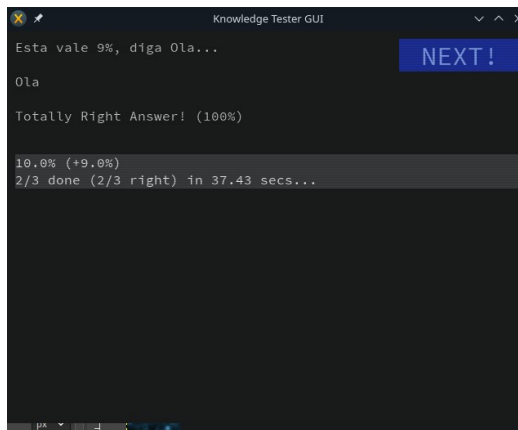 Knowledge Tester GUI
Esta vale 9%, diga Ola...
NEXT!
Ola
Totally Right Answer! (100%)
10.0% (+9.0%)
2/3 done (2/3 right) in 37.43 secs...
px